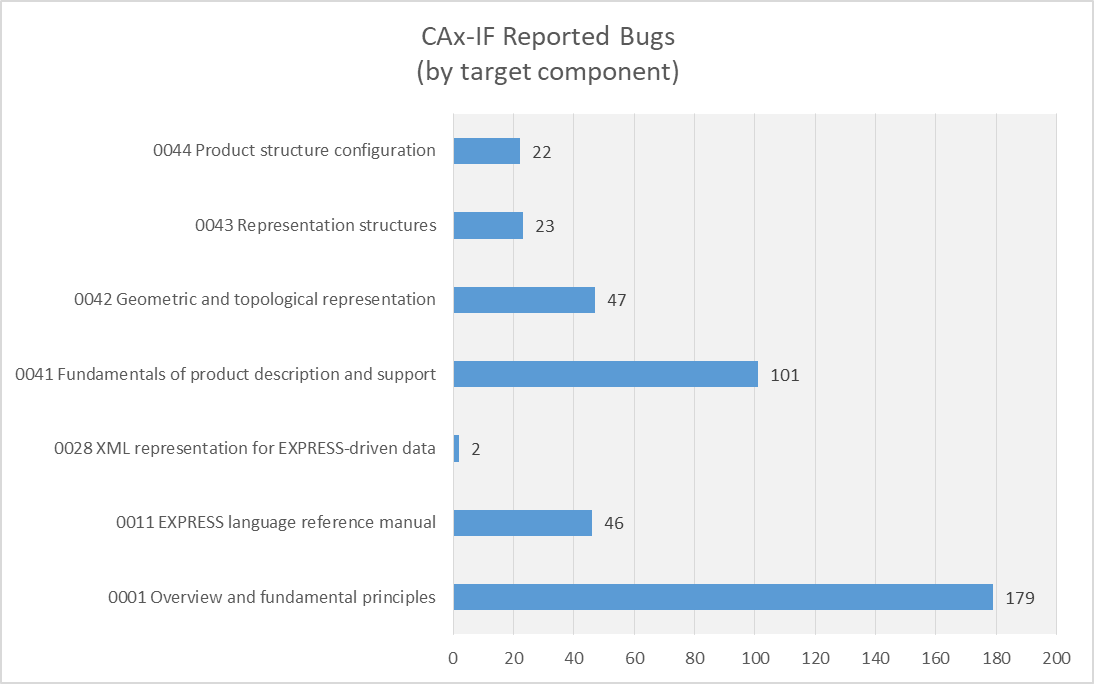 CAx-IF Reported Bugs
(by target component)
0044 Product structure configuration 22
0043 Representation structures 23
0042 Geometric and topological representation 47
0041 Fundamentals of product description and support 101
0028 XML representation for EXPRESS-driven data 2
0011 EXPRESS language reference manual 46
0001 Overview and fundamental principles 179
0 20 40 60 80 100 120 140 160 180 200